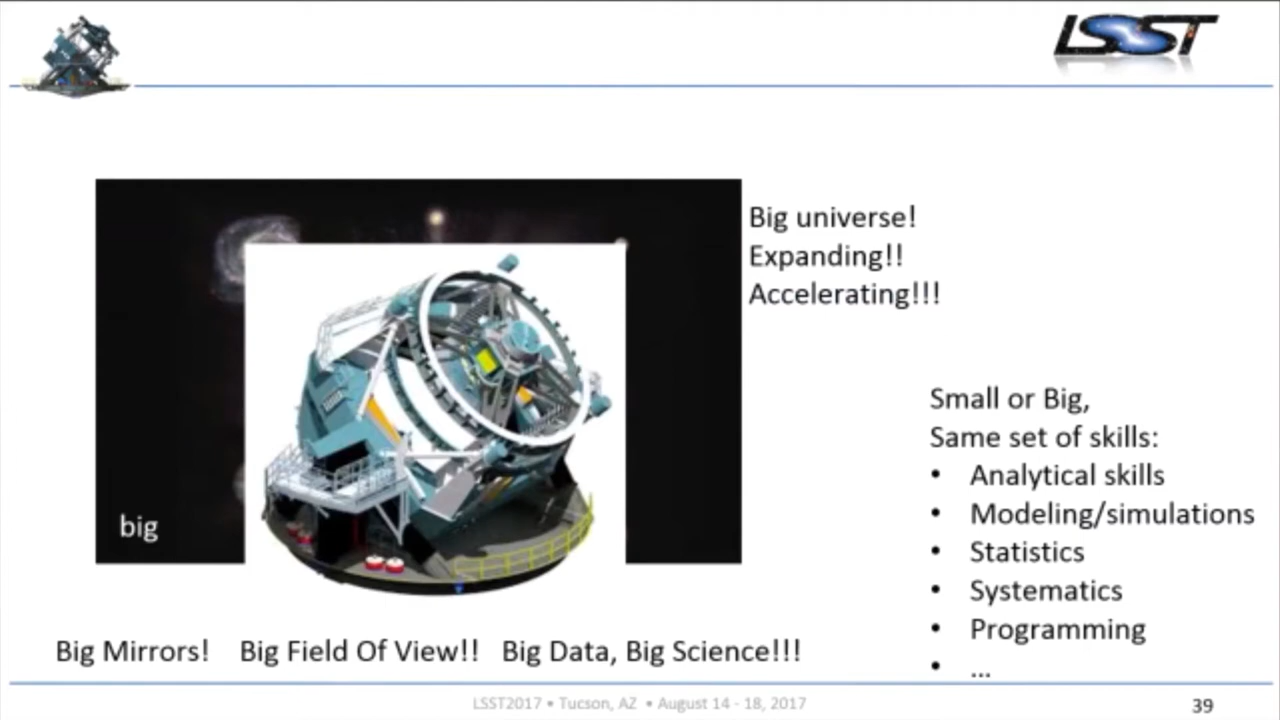 LSST
Big universe!
Expanding!!
Accelerating!!!
Small or Big,
Same set of skills:
• Analytical skills
• Modeling/simulations
• Statistics
• Systematics
• Programming
• ...
big
Big Mirrors! Big Field Of View!! Big Data, Big Science!!!
LSST2017 • Tucson, AZ • August 14 - 18, 2017
39